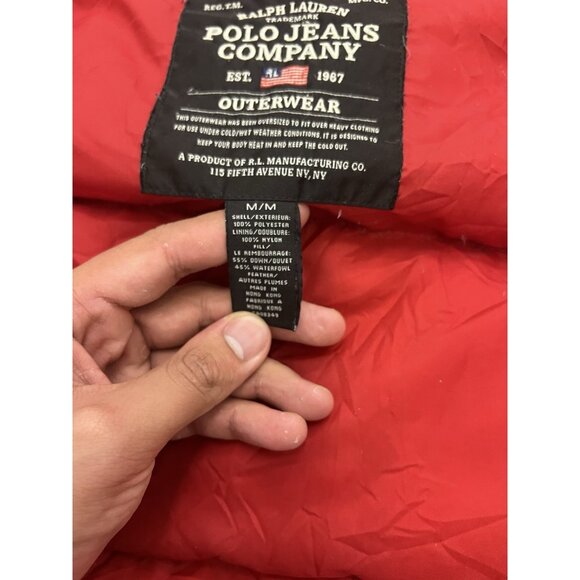 REG. T.M. MFG. CO.
RALPH LAUREN
TRADEMARK
POLO JEANS
COMPANY
EST. RL 1967
OUTERWEAR
THIS OUTERWEAR HAS BEEN OVERSIZED TO FIT OVER HEAVY CLOTHING
FOR USE UNDER COLD/WET WEATHER CONDITIONS. IT IS DESIGNED TO
KEEP YOUR BODY HEAT IN AND KEEP THE COLD OUT.
A PRODUCT OF R.L. MANUFACTURING CO.
115 FIFTH AVENUE NY, NY
M/M
SHELL/EXTERIEUR:
100% POLYESTER
LINING/DOUBLURE:
100% NYLON
FILL/
LE REMBOURRAGE:
55% DOWN/DUVET
45% WATERFOWL
FEATHER/
AUTRES PLUMES
MADE IN
HONG KONG
FABRIQUE A
HONG KONG